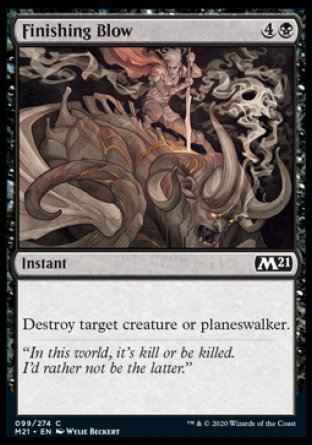 Finishing Blow 4
Instant M21
Destroy target creature or planeswalker.
“In this world, it’s kill or be killed.
I’d rather not be the latter.”
099/274 C
M21 • EN Wylie Beckert ™ & © 2020 Wizards of the Coast